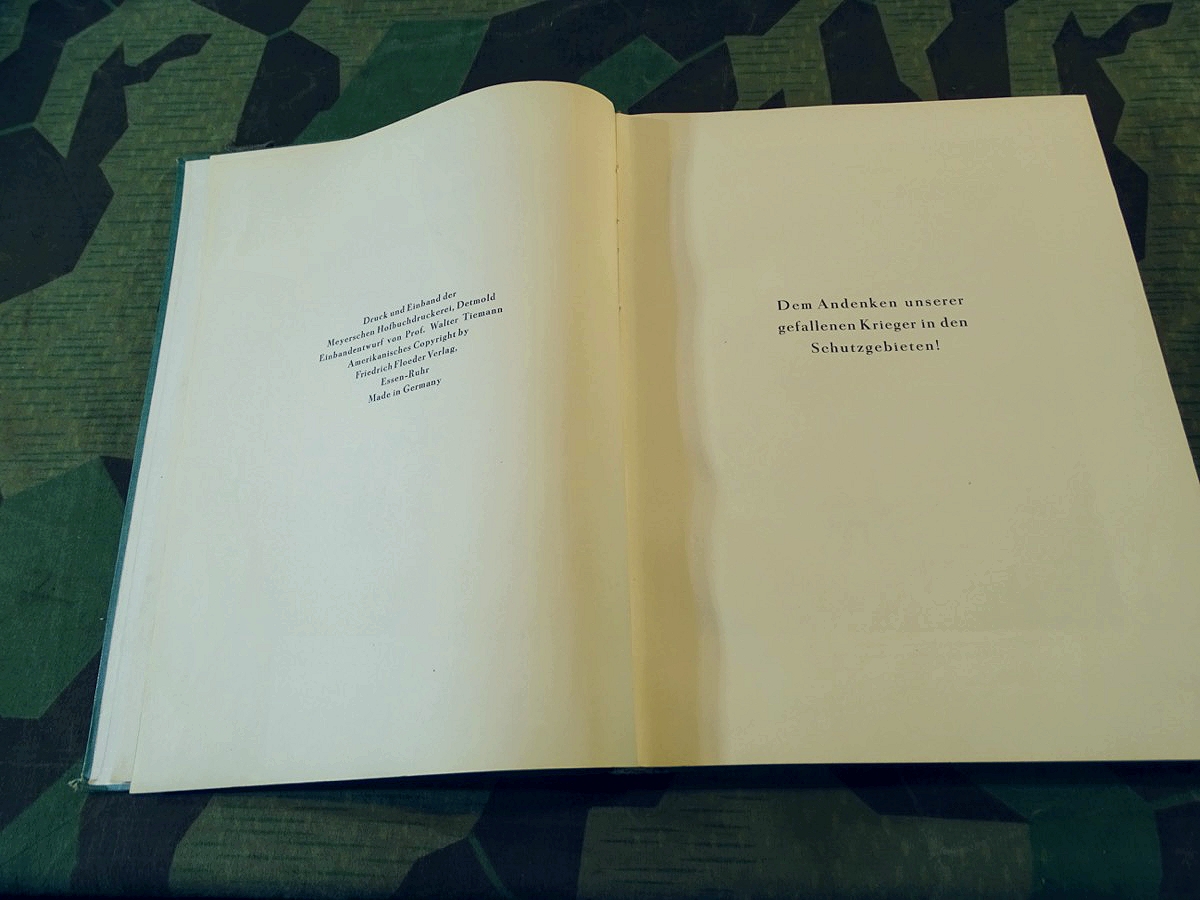 Druck und Einband der
Meyerschen Hofbuchdruckerei, Detmold
Einbandentwurf von Prof. Walter Tiemann
Amerikanisches Copyright by
Friedrich Floeder Verlag,
Essen-Ruhr
Made in Germany
Dem Andenken unserer
gefallenen Krieger in den
Schutzgebieten!